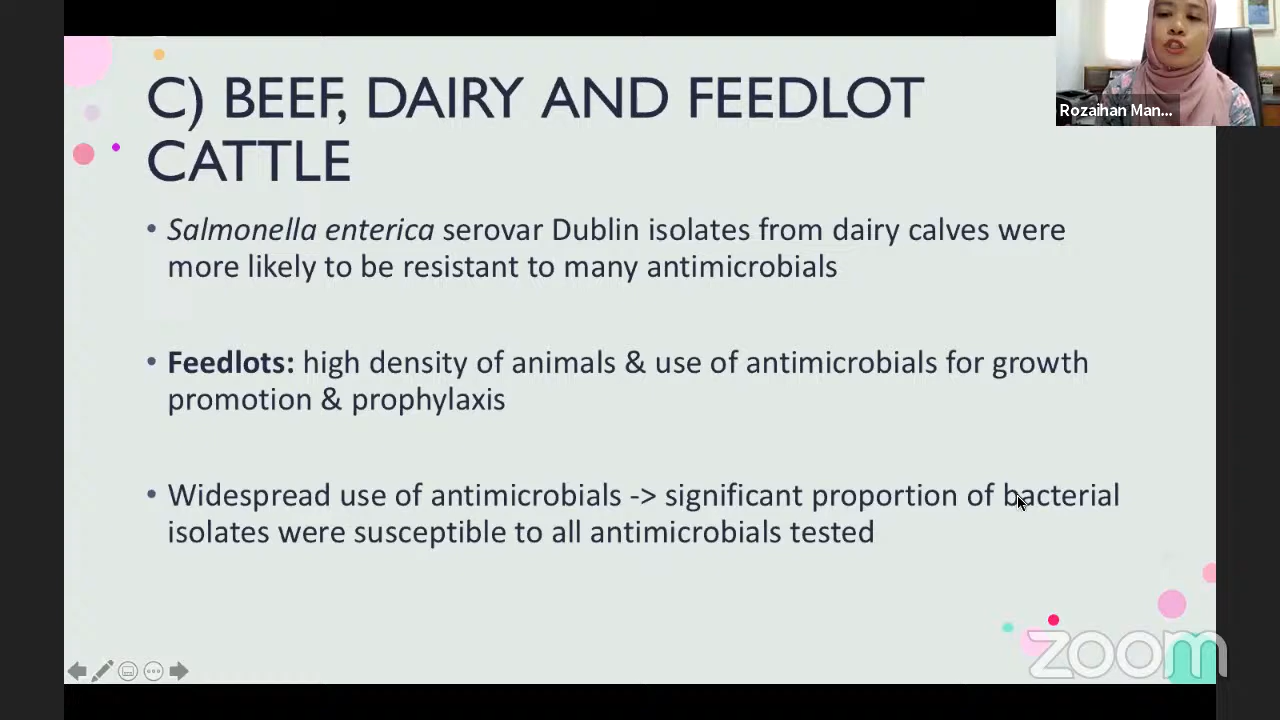 C) BEEF, DAIRY AND FEEDLOT
CATTLE
Rozaihan Man...
• Salmonella enterica serovar Dublin isolates from dairy calves were
more likely to be resistant to many antimicrobials
• Feedlots: high density of animals & use of antimicrobials for growth
promotion & prophylaxis
• Widespread use of antimicrobials -> significant proportion of bacterial
isolates were susceptible to all antimicrobials tested
zoom